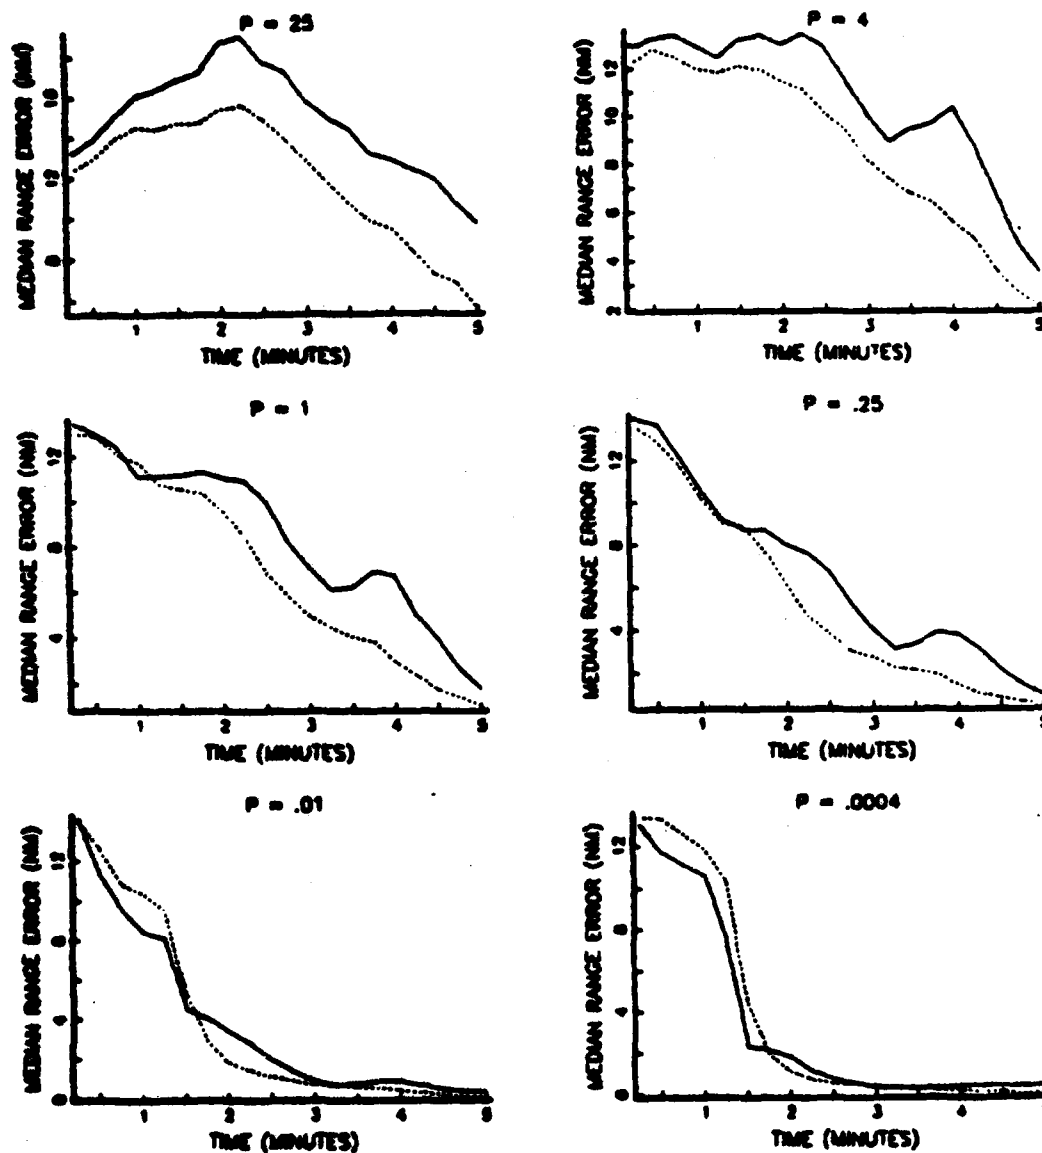 P = 25
MEDIAN RANGE ERROR (NM)
16
12
8
1 2 3 4 5
TIME (MINUTES)
P = 4
MEDIAN RANGE ERROR (NM)
12
10
8
6
4
2
1 2 3 4 5
TIME (MINUTES)
P = 1
MEDIAN RANGE ERROR (NM)
12
8
4
1 2 3 4 5
TIME (MINUTES)
P = .25
MEDIAN RANGE ERROR (NM)
12
8
4
1 2 3 4 5
TIME (MINUTES)
P = .01
MEDIAN RANGE ERROR (NM)
12
8
4
0
1 2 3 4 5
TIME (MINUTES)
P = .0004
MEDIAN RANGE ERROR (NM)
12
8
4
0
1 2 3 4 5
TIME (MINUTES)